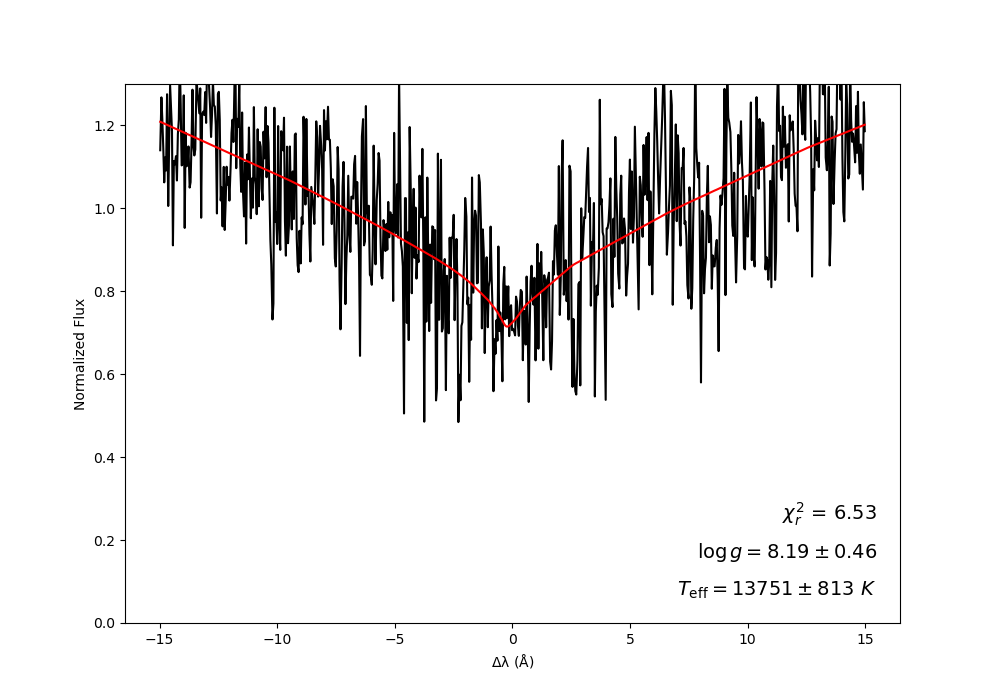 1.2
1.0
0.8
0.6
0.4
0.2
0.0
Normalized Flux
χ²ᵣ = 6.53
log g = 8.19 ± 0.46
T_eff = 13751 ± 813 K
−15 −10 −5 0 5 10 15
Δλ (Å)